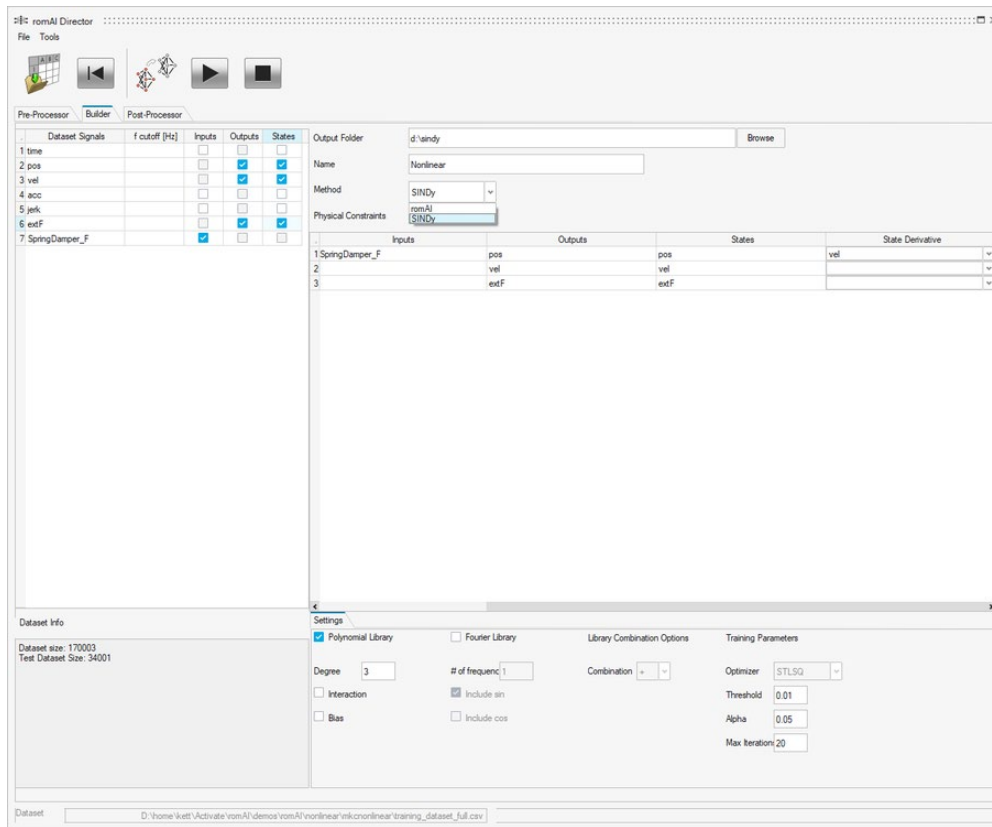 romAI Director
File Tools
Pre-Processor Builder Post-Processor
. Dataset Signals f cutoff [Hz] Inputs Outputs States
1 time
2 pos
3 vel
4 acc
5 jerk
6 extF
7 SpringDamper_F
Output Folder d:\sindy Browse
Name Nonlinear
Method SINDy
romAI
SINDy
Physical Constraints
. Inputs Outputs States State Derivative
1 SpringDamper_F pos pos vel
2 vel vel
3 extF extF
Dataset Info
Dataset size: 170003
Test Dataset Size: 34001
Settings
Polynomial Library Fourier Library Library Combination Options Training Parameters
Degree 3 # of frequenc 1 Combination + Optimizer STLSQ
Interaction Include sin Threshold 0.01
Bias Include cos Alpha 0.05
Max Iteration: 20
Dataset D:\home\kett\Activate\romAI\demos\romAI\nonlinear\mkcnonlinear\training_dataset_full.csv